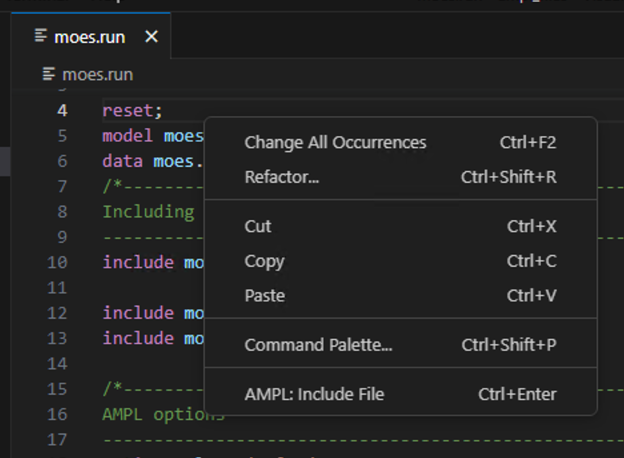 moes.run
moes.run
4 reset;
5 model moes
6 data moes.
7 /*--------------
8 Including
9 --------------
10 include mo
11
12 include mo
13 include mo
14
15 /*--------------
16 AMPL options
17 --------------
Change All Occurrences Ctrl+F2
Refactor... Ctrl+Shift+R
Cut Ctrl+X
Copy Ctrl+C
Paste Ctrl+V
Command Palette... Ctrl+Shift+P
AMPL: Include File Ctrl+Enter